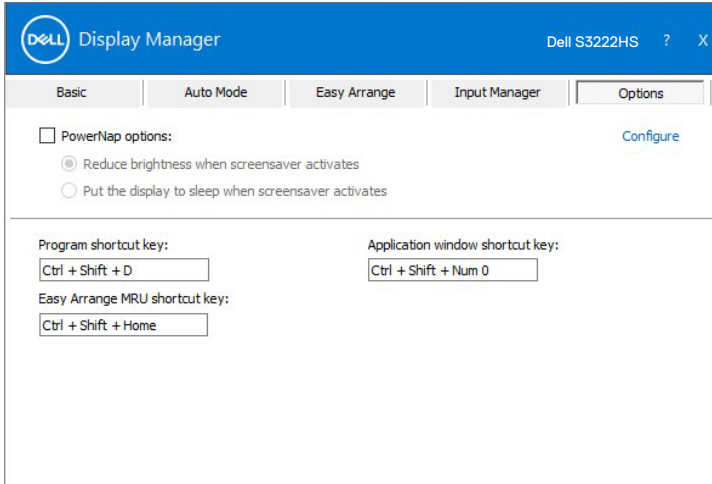 DELL Display Manager Dell S3222HS ? X
Basic Auto Mode Easy Arrange Input Manager Options
PowerNap options: Configure
Reduce brightness when screensaver activates
Put the display to sleep when screensaver activates
Program shortcut key: Application window shortcut key:
Ctrl + Shift + D Ctrl + Shift + Num 0
Easy Arrange MRU shortcut key:
Ctrl + Shift + Home